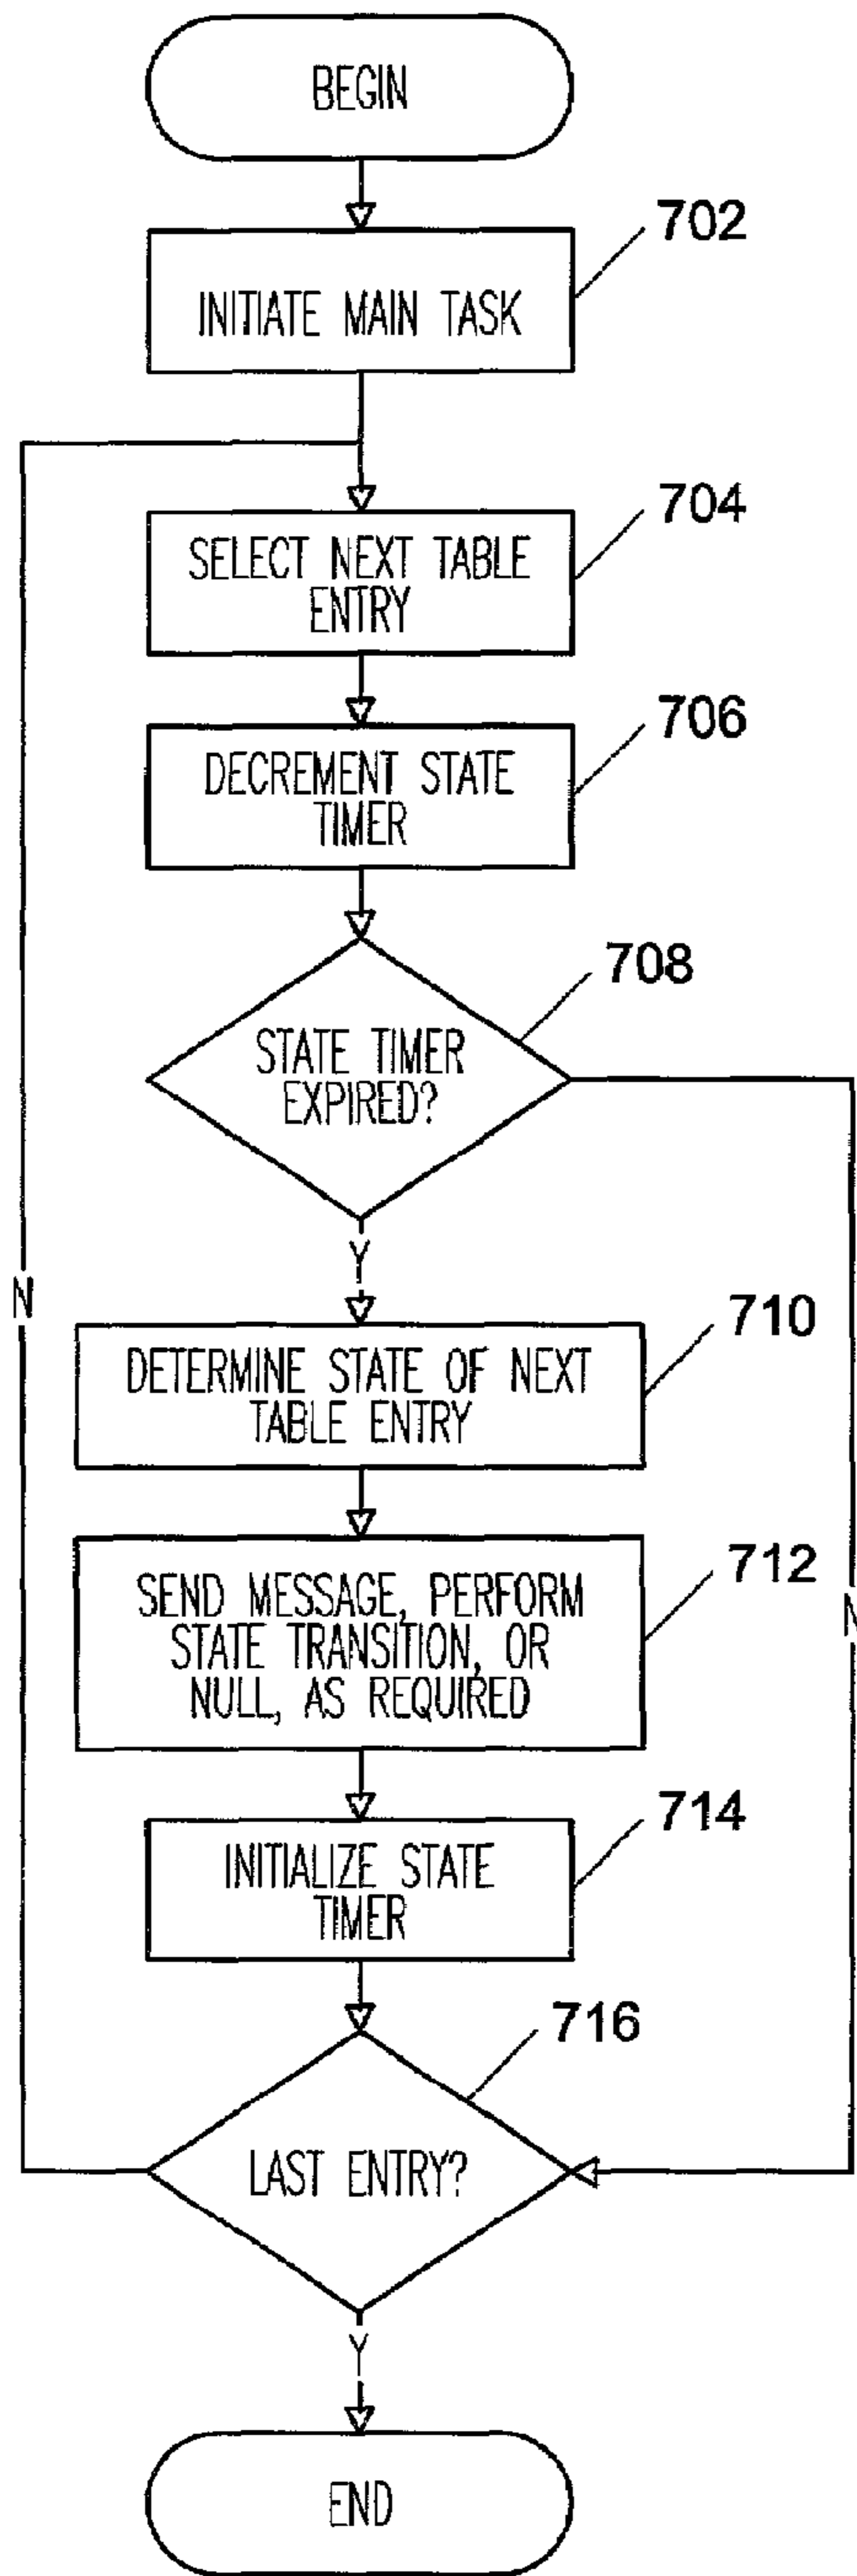 BEGIN
702
INITIATE MAIN TASK
704
SELECT NEXT TABLE
ENTRY
706
DECREMENT STATE
TIMER
708
STATE TIMER
EXPIRED?
Y
N
710
DETERMINE STATE OF NEXT
TABLE ENTRY
712
SEND MESSAGE, PERFORM
STATE TRANSITION, OR
NULL, AS REQUIRED
N
714
INITIALIZE STATE
TIMER
716
LAST ENTRY?
Y
END